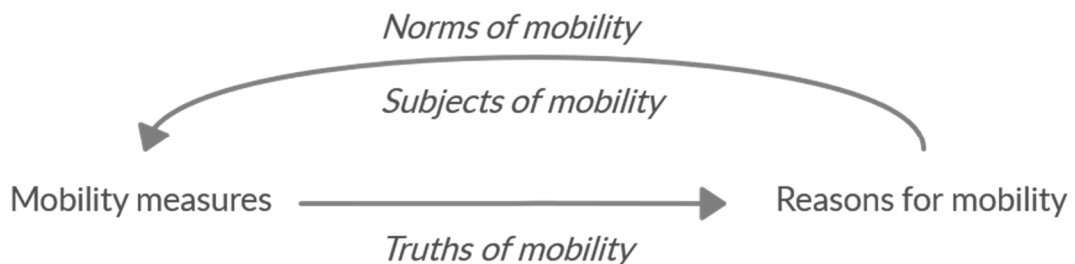 Norms of mobility
Subjects of mobility
Mobility measures
Reasons for mobility
Truths of mobility